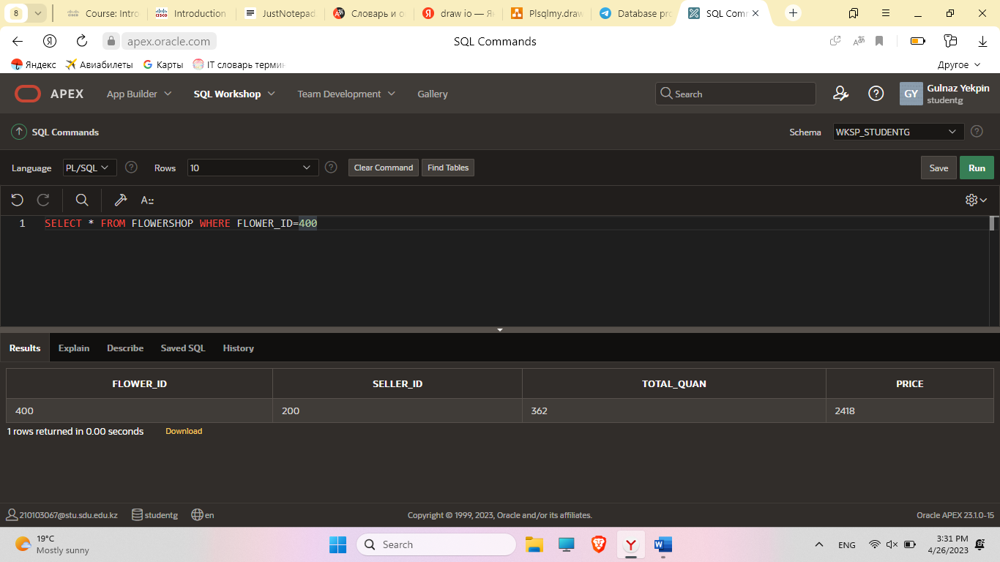 8 Course: Intro Introduction JustNotepad Словарь и о draw io — Як Plsqlmy.draw Database pro SQL Comm
apex.oracle.com SQL Commands
Яндекс Авиабилеты Карты IT словарь термин Другое
APEX App Builder SQL Workshop Team Development Gallery Search GY Gulnaz Yekpin
studentg
SQL Commands Schema WKSP_STUDENTG
Language PL/SQL Rows 10 Clear Command Find Tables Save Run
1 SELECT * FROM FLOWERSHOP WHERE FLOWER_ID=400
Results Explain Describe Saved SQL History
FLOWER_ID SELLER_ID TOTAL_QUAN PRICE
400 200 362 2418
1 rows returned in 0.00 seconds Download
210103067@stu.sdu.edu.kz studentg en Copyright © 1999, 2023, Oracle and/or its affiliates. Oracle APEX 23.1.0-15
19°C
Mostly sunny
Search
ENG
3:31 PM
4/26/2023